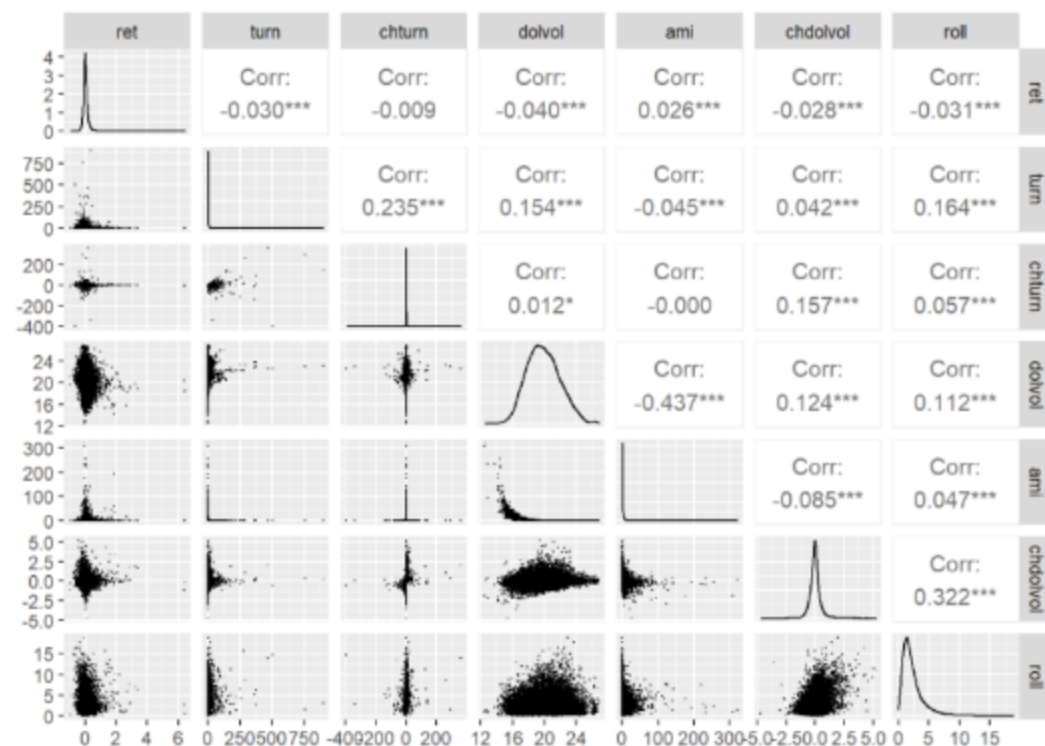 ret turn chturn dolvol ami chdolvol roll
4
3
2
1
0
Corr: Corr: Corr: Corr: Corr: Corr:
-0.030*** -0.009 -0.040*** 0.026*** -0.028*** -0.031***
ret
750
500
250
0
Corr: Corr: Corr: Corr: Corr:
0.235*** 0.154*** -0.045*** 0.042*** 0.164***
turn
200
0
-200
-400
Corr: Corr: Corr: Corr:
0.012* -0.000 0.157*** 0.057***
chturn
24
20
16
12
Corr: Corr: Corr:
-0.437*** 0.124*** 0.112***
dolvol
300
200
100
0
Corr: Corr:
-0.085*** 0.047***
ami
5.0
2.5
0.0
-2.5
-5.0
Corr:
0.322***
chdolvol
15
10
5
0
roll
0 2 4 6 0 250 500 750 -400 -200 0 200 12 16 20 24 0 100 200 300 -5.0 -2.5 0.0 2.5 5.0 0 5 10 15